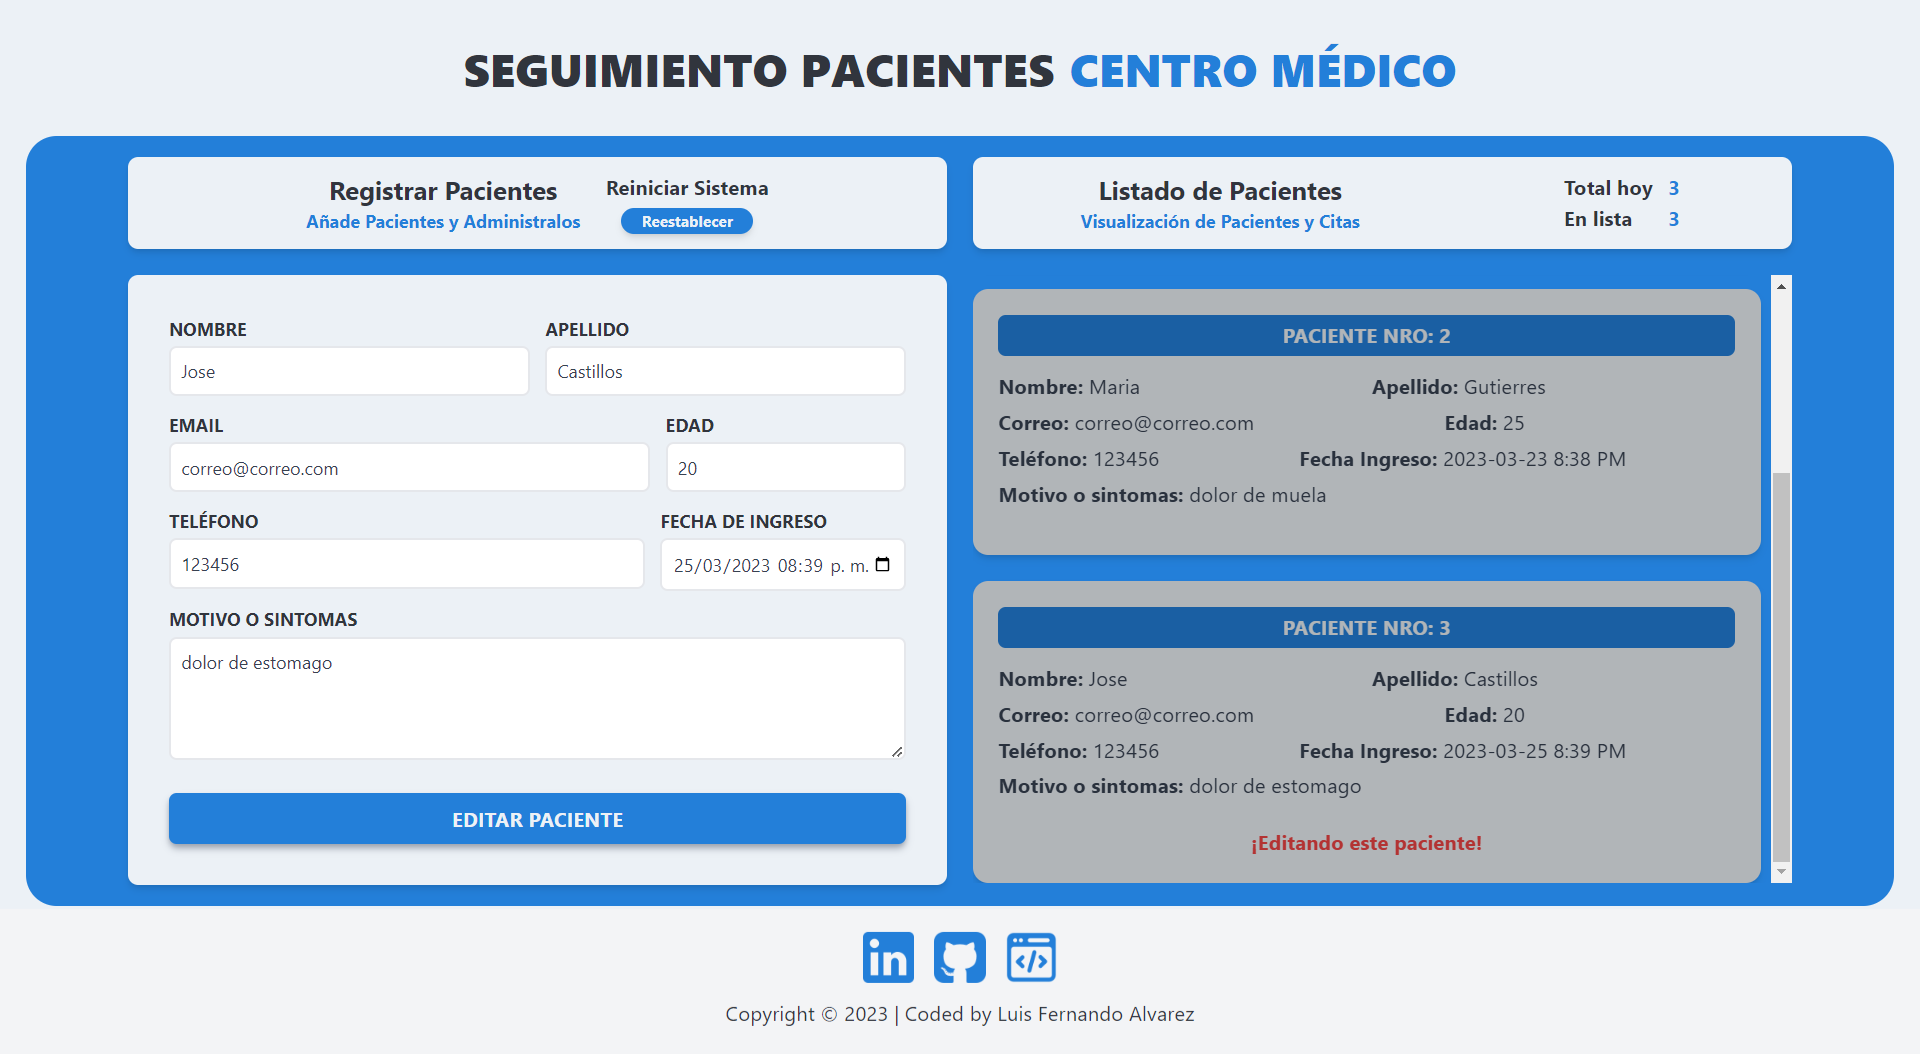 SEGUIMIENTO PACIENTES CENTRO MÉDICO
Registrar Pacientes
Añade Pacientes y Administralos
Reiniciar Sistema
Reestablecer
Listado de Pacientes
Visualización de Pacientes y Citas
Total hoy 3
En lista 3
NOMBRE
Jose
APELLIDO
Castillos
EMAIL
correo@correo.com
EDAD
20
TELÉFONO
123456
FECHA DE INGRESO
25/03/2023 08:39 p. m.
MOTIVO O SINTOMAS
dolor de estomago
EDITAR PACIENTE
PACIENTE NRO: 2
Nombre: Maria Apellido: Gutierres
Correo: correo@correo.com Edad: 25
Teléfono: 123456 Fecha Ingreso: 2023-03-23 8:38 PM
Motivo o sintomas: dolor de muela
PACIENTE NRO: 3
Nombre: Jose Apellido: Castillos
Correo: correo@correo.com Edad: 20
Teléfono: 123456 Fecha Ingreso: 2023-03-25 8:39 PM
Motivo o sintomas: dolor de estomago
¡Editando este paciente!
in
</>
Copyright © 2023 | Coded by Luis Fernando Alvarez